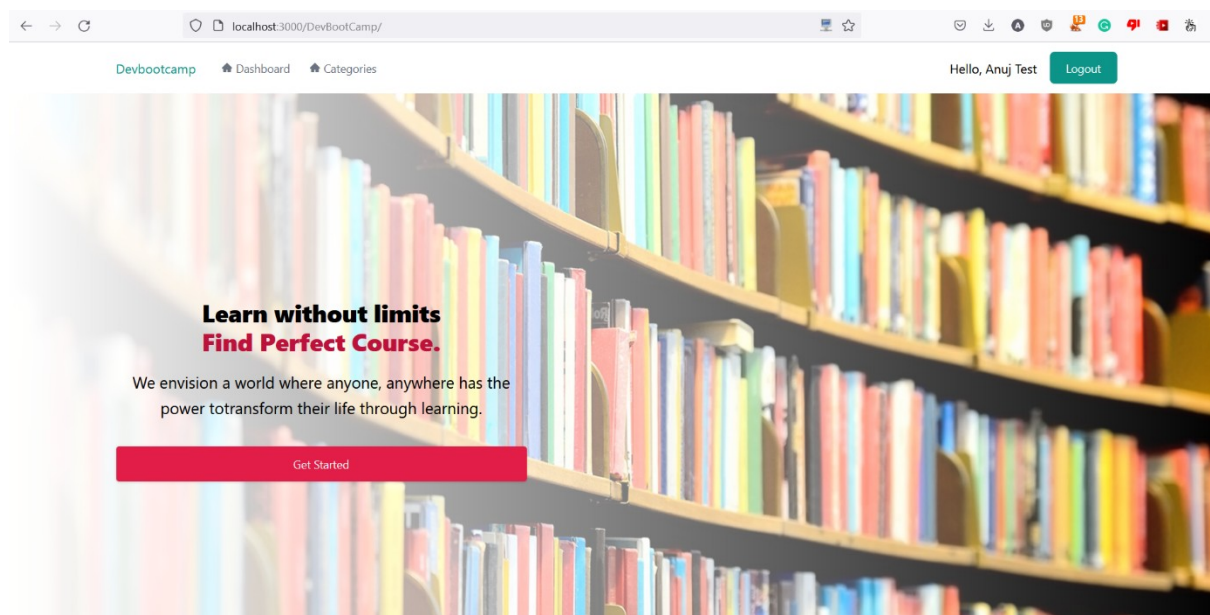 localhost:3000/DevBootCamp/
13
Devbootcamp Dashboard Categories Hello, Anuj Test Logout
Learn without limits
Find Perfect Course.
We envision a world where anyone, anywhere has the
power totransform their life through learning.
Get Started